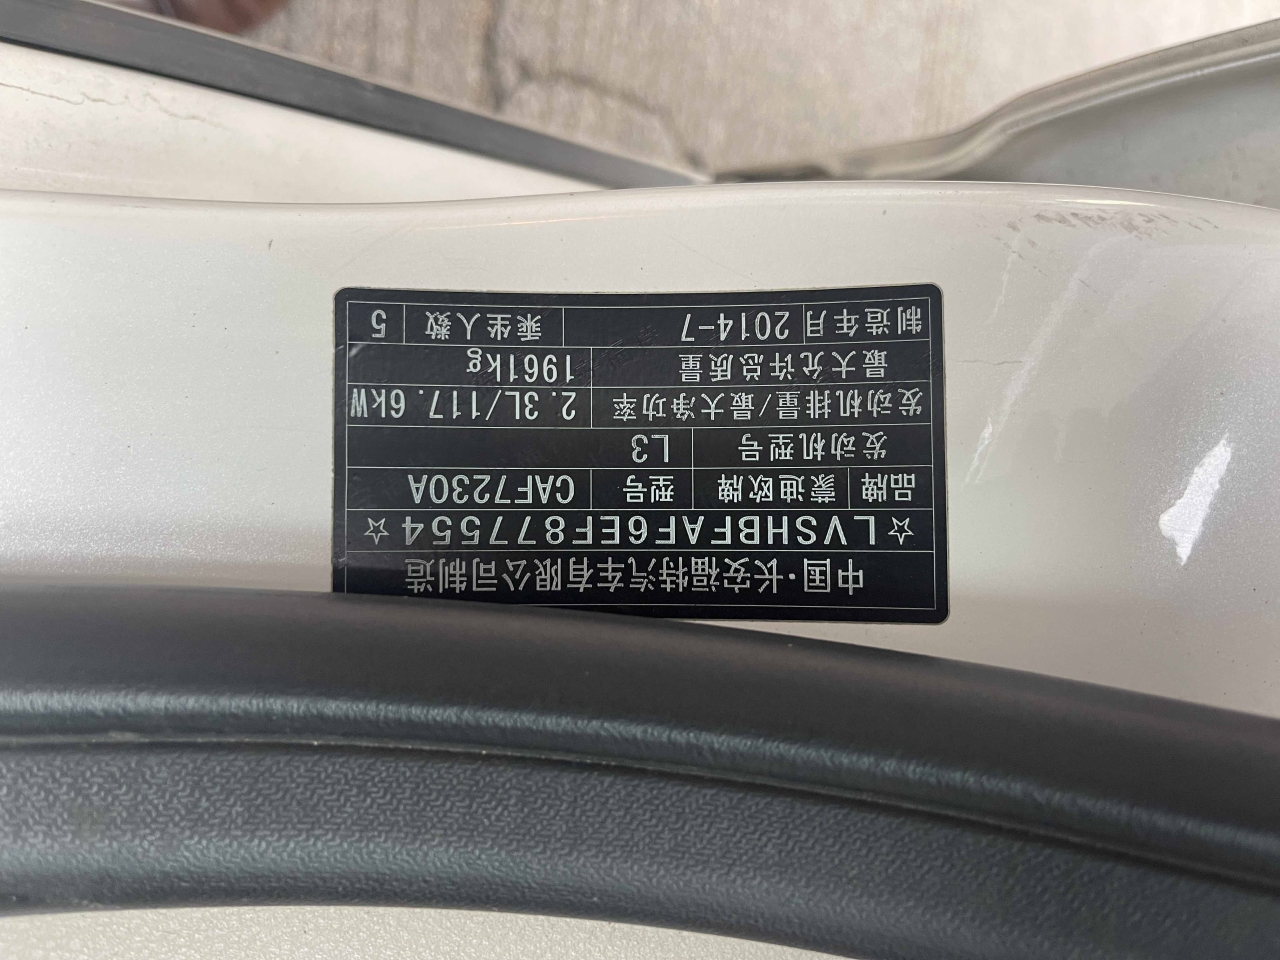 中国·长安福特汽车有限公司制造
☆LVSHBFAF6EF877554☆
品牌 蒙迪欧牌 型号 CAF7230A
发动机型号 L3
发动机排量/最大净功率 2.3L/117.6kW
最大允许总质量 1961kg
制造年月 2014-7 乘坐人数 5